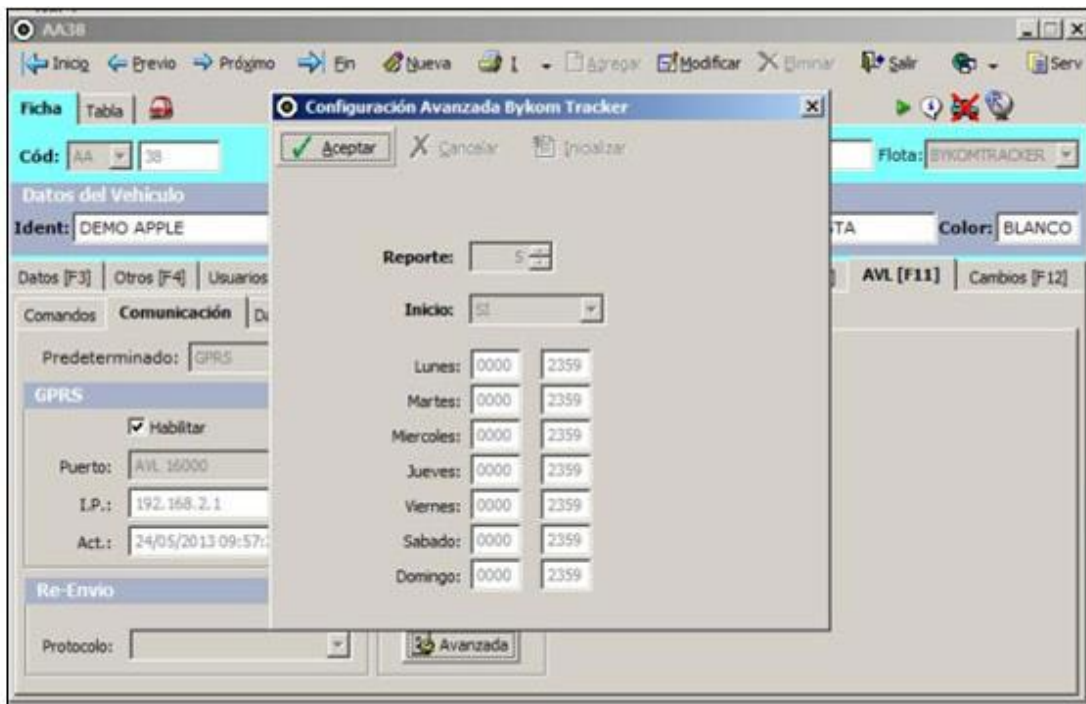 AA38
Inicio Previo Próximo Fin Nueva I Agregar Modificar Eliminar Salir Serv
Ficha Tabla
Configuración Avanzada Bykom Tracker
Aceptar Cancelar Inicializar
Cód: AA 38
Flota: BYKOMTRACKER
Datos del Vehículo
Ident: DEMO APPLE
TA Color: BLANCO
Datos [F3] Otros [F4] Usuarios
AVL [F11] Cambios [F12]
Comandos Comunicación Da
Predeterminado: GPRS
GPRS
Habilitar
Puerto: AVL 16000
I.P.: 192.168.2.1
Act.: 24/05/2013 09:57:
Re-Envio
Protocolo:
Avanzada
Reporte: 5
Inicio: SI
Lunes: 0000 2359
Martes: 0000 2359
Miercoles: 0000 2359
Jueves: 0000 2359
Viernes: 0000 2359
Sabado: 0000 2359
Domingo: 0000 2359